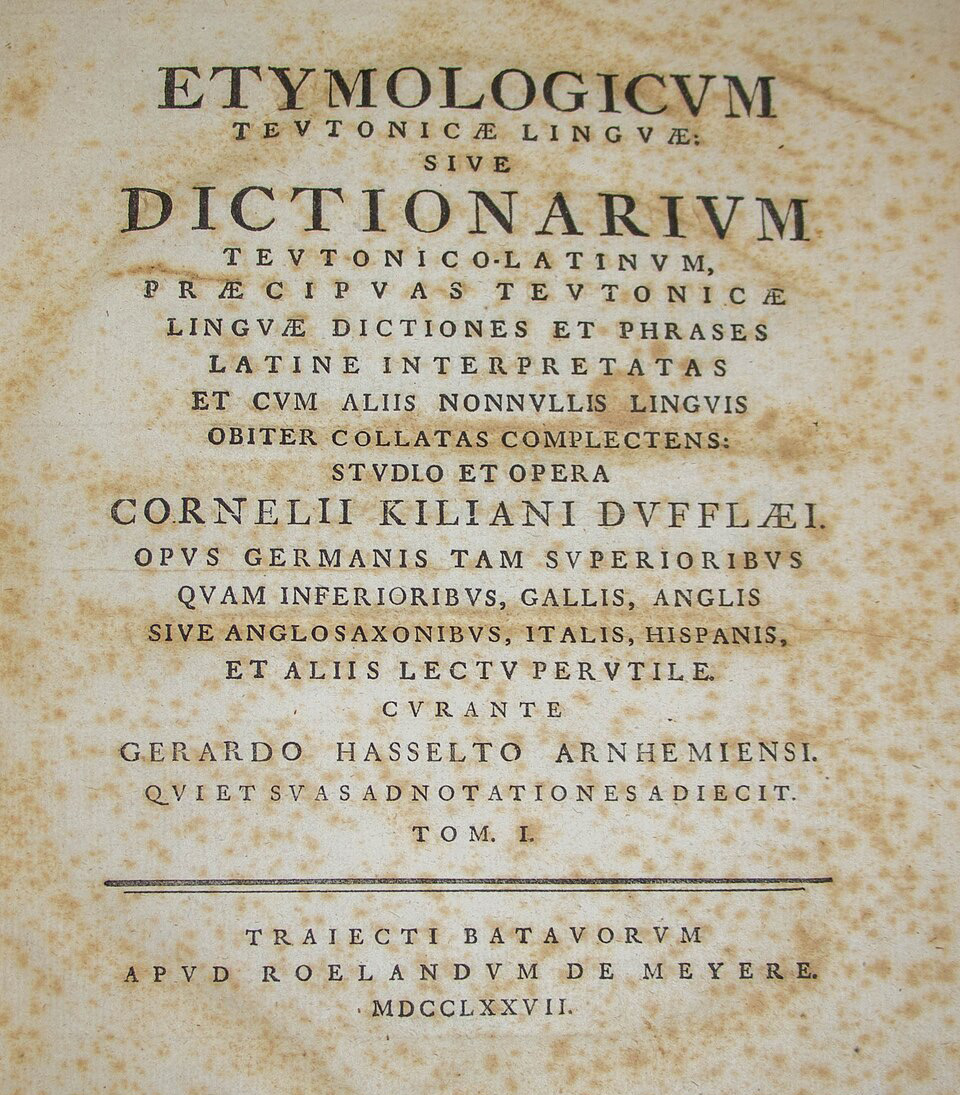 ETYMOLOGICVM
TEVTONICÆ LINGVÆ:
SIVE
DICTIONARIVM
TEVTONICO-LATINVM,
PRÆCIPVAS TEVTONICÆ
LINGVÆ DICTIONES ET PHRASES
LATINE INTERPRETATAS
ET CVM ALIIS NONNVLLIS LINGVIS
OBITER COLLATAS COMPLECTENS:
STVDIO ET OPERA
CORNELII KILIANI DVFFLÆI.
OPVS GERMANIS TAM SVPERIORIBVS
QVAM INFERIORIBVS, GALLIS, ANGLIS
SIVE ANGLOSAXONIBVS, ITALIS, HISPANIS,
ET ALIIS LECTV PERVTILE.
CVRANTE
GERARDO HASSELTO ARNHEMIENSI.
QVI ET SVAS ADNOTATIONES ADIECIT.
TOM. I.
TRAIECTI BATAVORVM
APVD ROELANDVM DE MEYERE.
MDCCLXXVII.